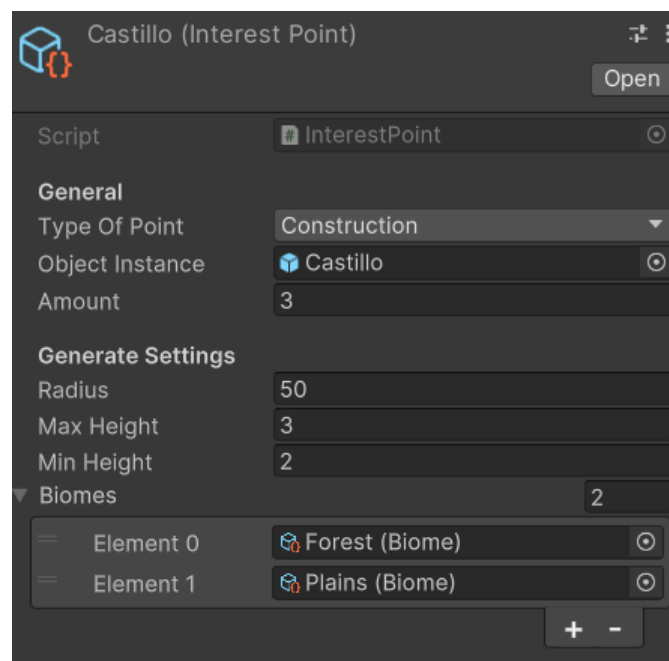 Castillo (Interest Point)
Open
Script InterestPoint
General
Type Of Point Construction
Object Instance Castillo
Amount 3
Generate Settings
Radius 50
Max Height 3
Min Height 2
Biomes 2
Element 0 Forest (Biome)
Element 1 Plains (Biome)
+ -